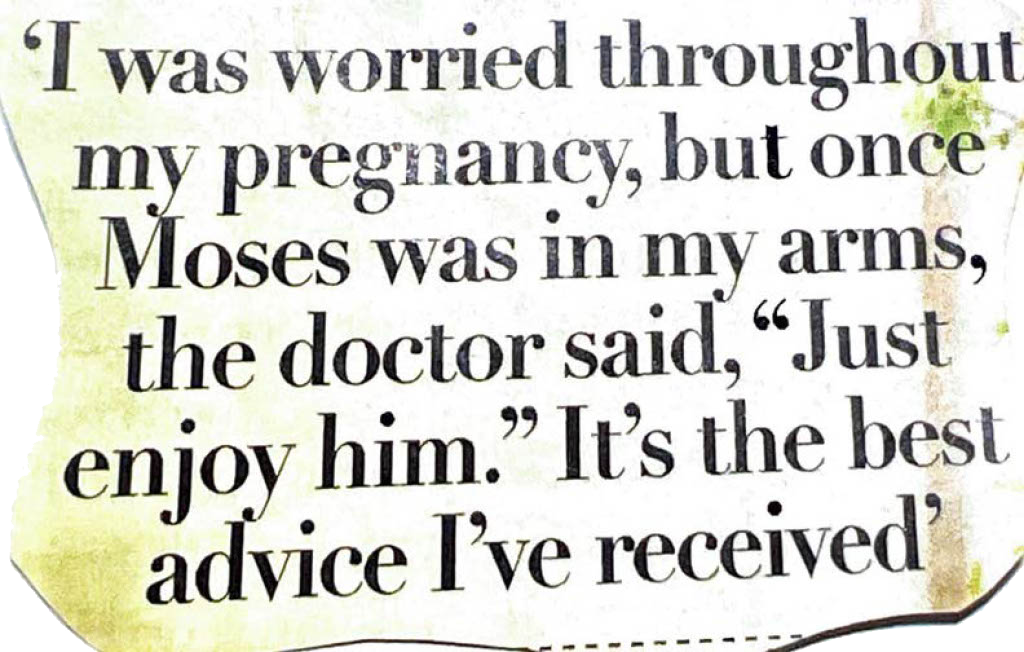 ‘I was worried throughout
my pregnancy, but once
Moses was in my arms,
the doctor said, “Just
enjoy him.” It’s the best
advice I’ve received’